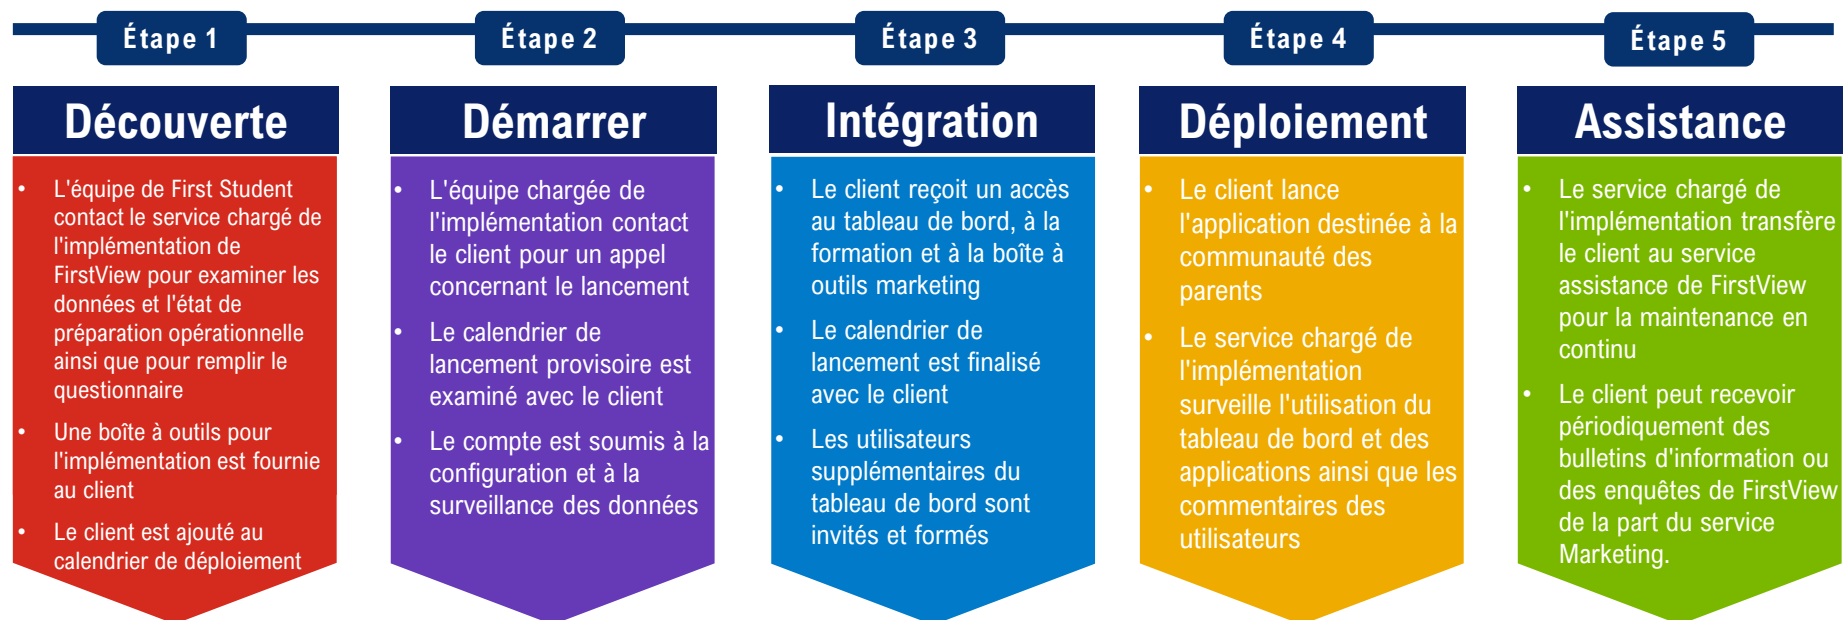 Étape 1
Étape 2
Étape 3
Étape 4
Étape 5
Découverte
• L'équipe de First Student
contact le service chargé de
l'implémentation de
FirstView pour examiner les
données et l'état de
préparation opérationnelle
ainsi que pour remplir le
questionnaire
• Une boîte à outils pour
l'implémentation est fournie
au client
• Le client est ajouté au
calendrier de déploiement
Démarrer
• L'équipe chargée de
l'implémentation contact
le client pour un appel
concernant le lancement
• Le calendrier de
lancement provisoire est
examiné avec le client
• Le compte est soumis à la
configuration et à la
surveillance des données
Intégration
• Le client reçoit un accès
au tableau de bord, à la
formation et à la boîte à
outils marketing
• Le calendrier de
lancement est finalisé
avec le client
• Les utilisateurs
supplémentaires du
tableau de bord sont
invités et formés
Déploiement
• Le client lance
l'application destinée à la
communauté des
parents
• Le service chargé de
l'implémentation
surveille l'utilisation du
tableau de bord et des
applications ainsi que les
commentaires des
utilisateurs
Assistance
• Le service chargé de
l'implémentation transfère
le client au service
assistance de FirstView
pour la maintenance en
continu
• Le client peut recevoir
périodiquement des
bulletins d'information ou
des enquêtes de FirstView
de la part du service
Marketing.